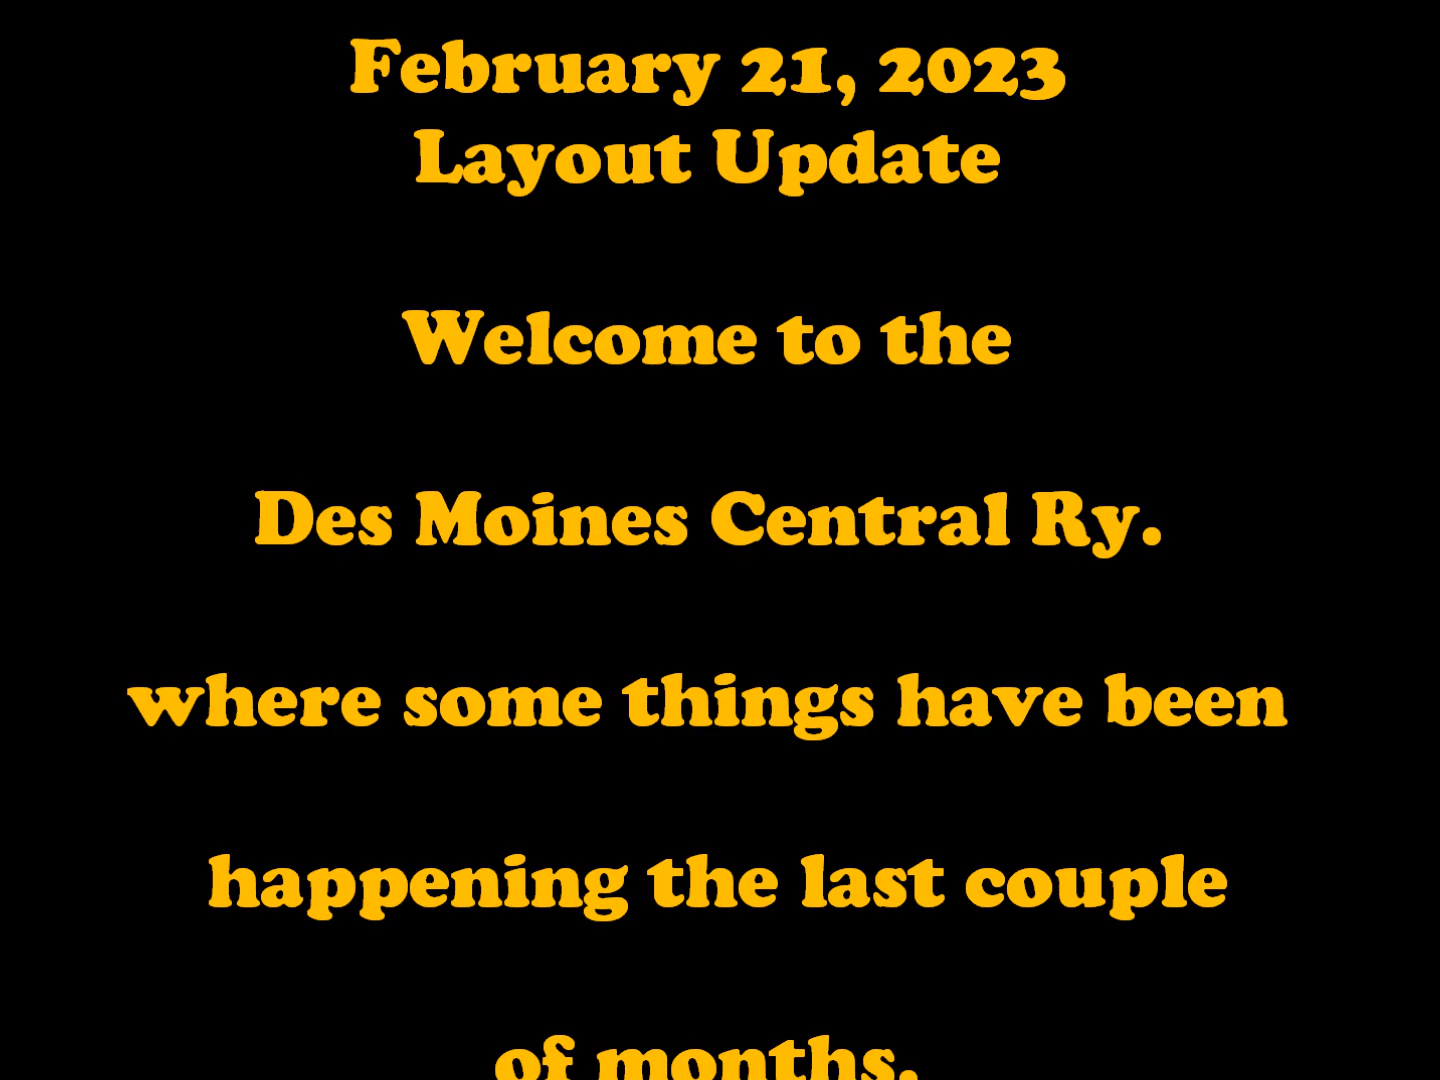 February 21, 2023
Layout Update
Welcome to the
Des Moines Central Ry.
where some things have been
happening the last couple
of months.